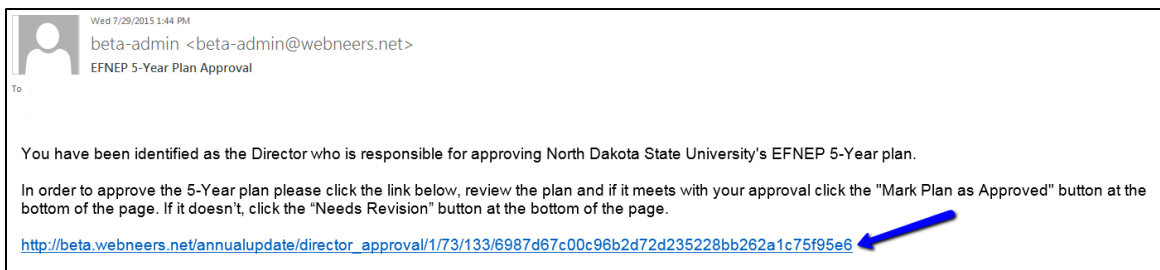 Wed 7/29/2015 1:44 PM
beta-admin <beta-admin@webneers.net>
EFNEP 5-Year Plan Approval
To
You have been identified as the Director who is responsible for approving North Dakota State University's EFNEP 5-Year plan.
In order to approve the 5-Year plan please click the link below, review the plan and if it meets with your approval click the "Mark Plan as Approved" button at the
bottom of the page. If it doesn't, click the “Needs Revision” button at the bottom of the page.
http://beta.webneers.net/annualupdate/director_approval/1/73/133/6987d67c00c96b2d72d235228bb262a1c75f95e6